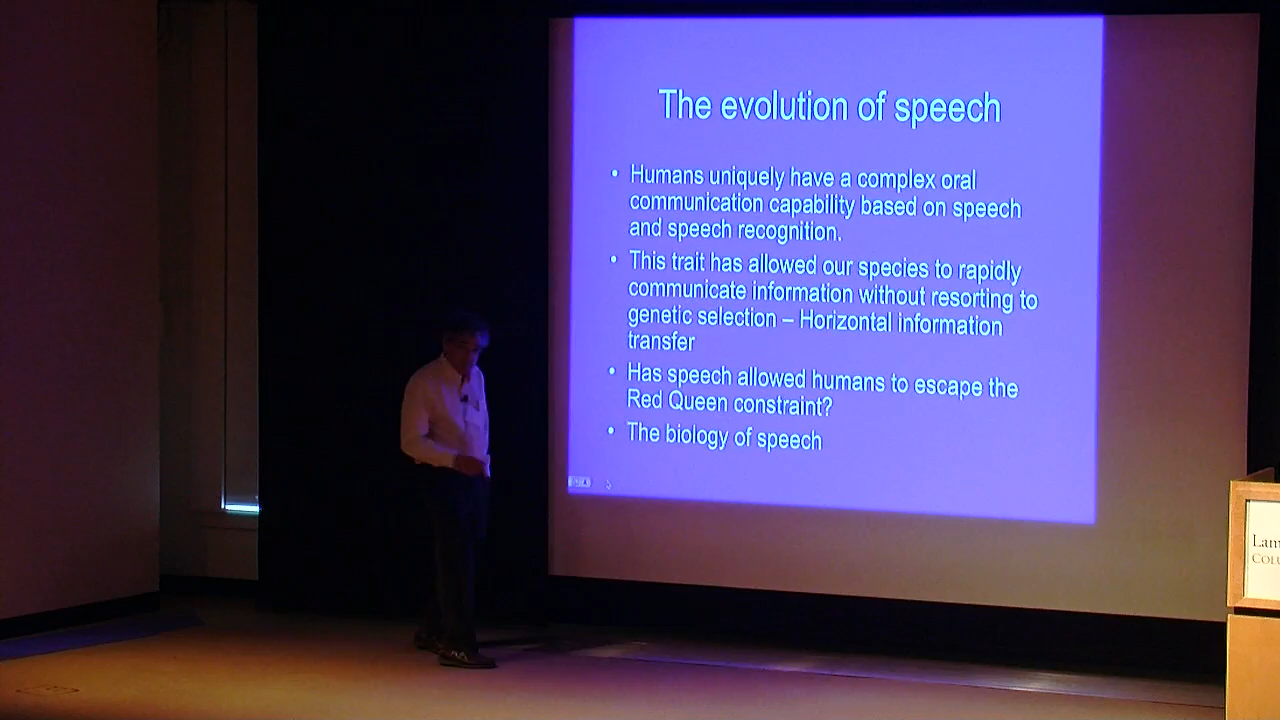 The evolution of speech
• Humans uniquely have a complex oral
communication capability based on speech
and speech recognition.
• This trait has allowed our species to rapidly
communicate information without resorting to
genetic selection – Horizontal information
transfer
• Has speech allowed humans to escape the
Red Queen constraint?
• The biology of speech
Lam
COLU